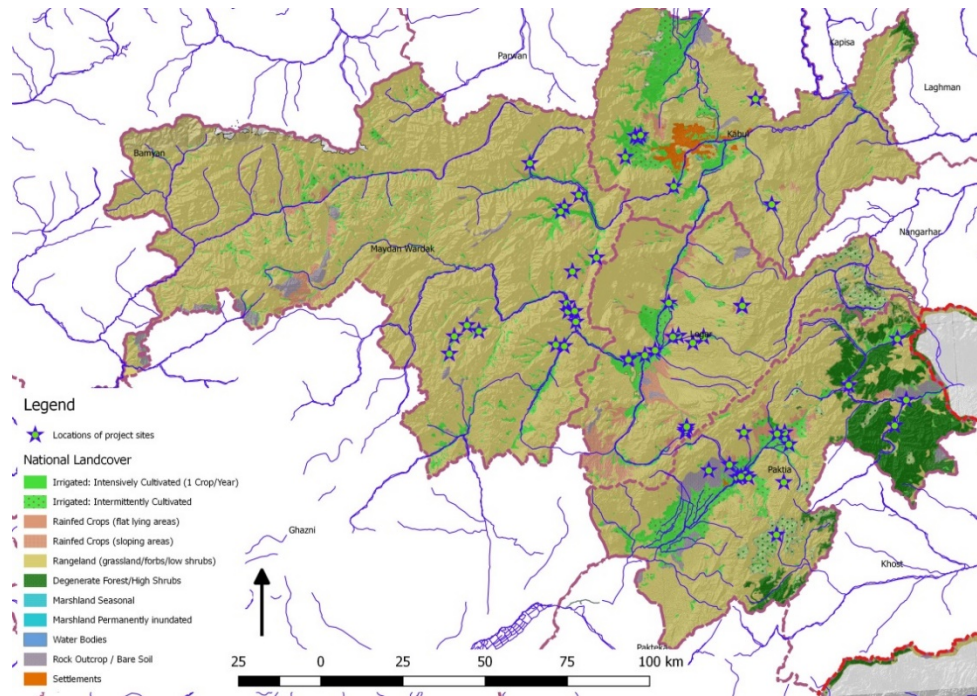 Parwan
Kapisa
Laghman
Kabul
Bamyan
Nangarhar
Maydan Wardak
Logar
Paktia
Ghazni
Khost
Legend
Locations of project sites
National Landcover
Irrigated: Intensively Cultivated (1 Crop/Year)
Irrigated: Intermittently Cultivated
Rainfed Crops (flat lying areas)
Rainfed Crops (sloping areas)
Rangeland (grassland/forbs/low shrubs)
Degenerate Forest/High Shrubs
Marshland Seasonal
Marshland Permanently inundated
Water Bodies
Rock Outcrop / Bare Soil
Settlements
25 0 25 50 75 100 km